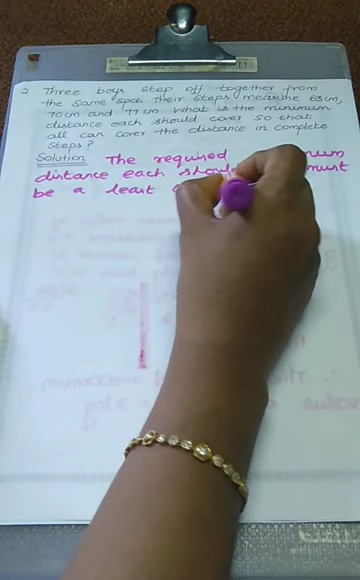 2 Three boys step off together from
the same spot. Their steps measure 63cm,
70cm and 77cm. What is the minimum
distance each should cover so that
all can cover the distance in complete
steps?
Solution The required
distance each must
be a least